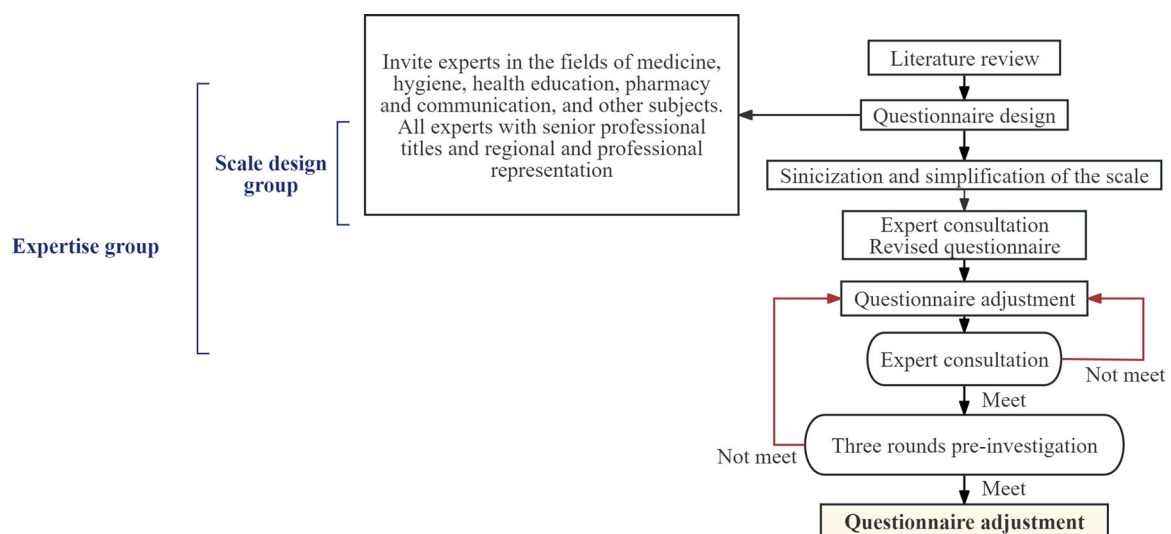 Invite experts in the fields of medicine,
hygiene, health education, pharmacy
and communication, and other subjects.
All experts with senior professional
titles and regional and professional
representation
Scale design
group
Expertise group
Literature review
Questionnaire design
Sinicization and simplification of the scale
Expert consultation
Revised questionnaire
Questionnaire adjustment
Expert consultation
Not meet
Meet
Three rounds pre-investigation
Not meet
Meet
Questionnaire adjustment